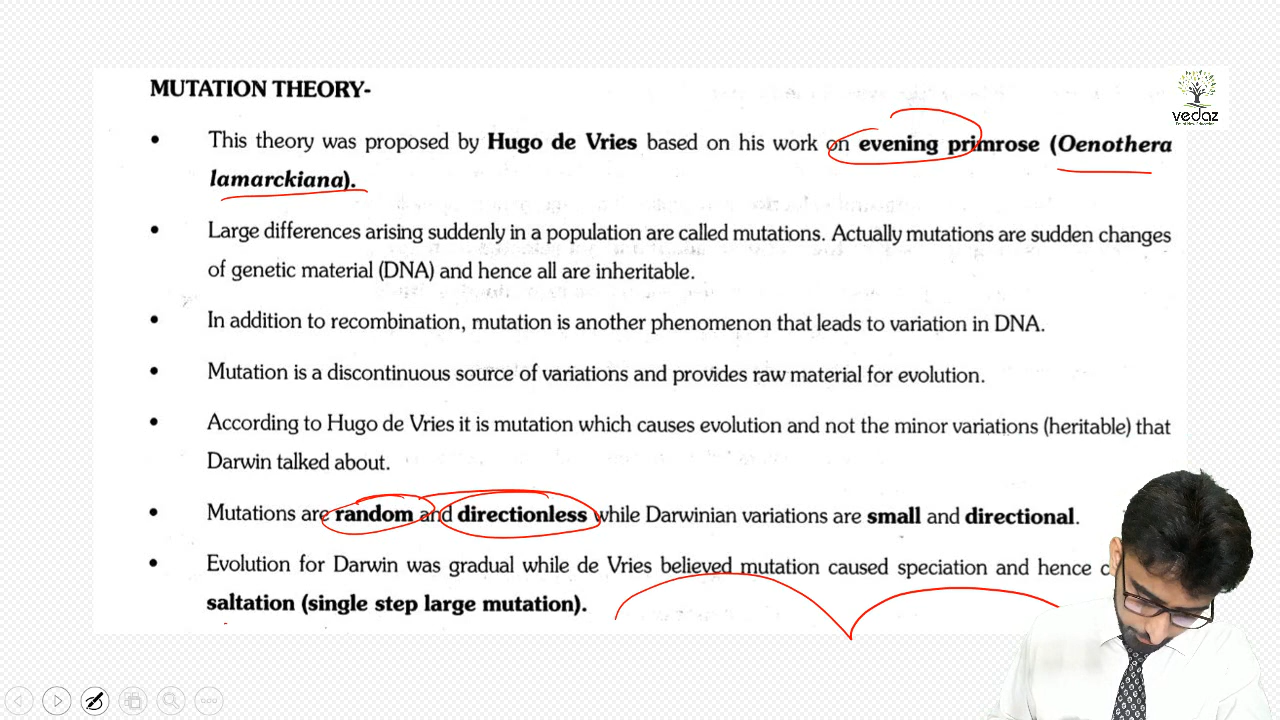 MUTATION THEORY-
vedaz
• This theory was proposed by Hugo de Vries based on his work on evening primrose (Oenothera
lamarckiana).
• Large differences arising suddenly in a population are called mutations. Actually mutations are sudden changes
of genetic material (DNA) and hence all are inheritable.
• In addition to recombination, mutation is another phenomenon that leads to variation in DNA.
• Mutation is a discontinuous source of variations and provides raw material for evolution.
• According to Hugo de Vries it is mutation which causes evolution and not the minor variations (heritable) that
Darwin talked about.
• Mutations are random and directionless while Darwinian variations are small and directional.
• Evolution for Darwin was gradual while de Vries believed mutation caused speciation and hence
saltation (single step large mutation).